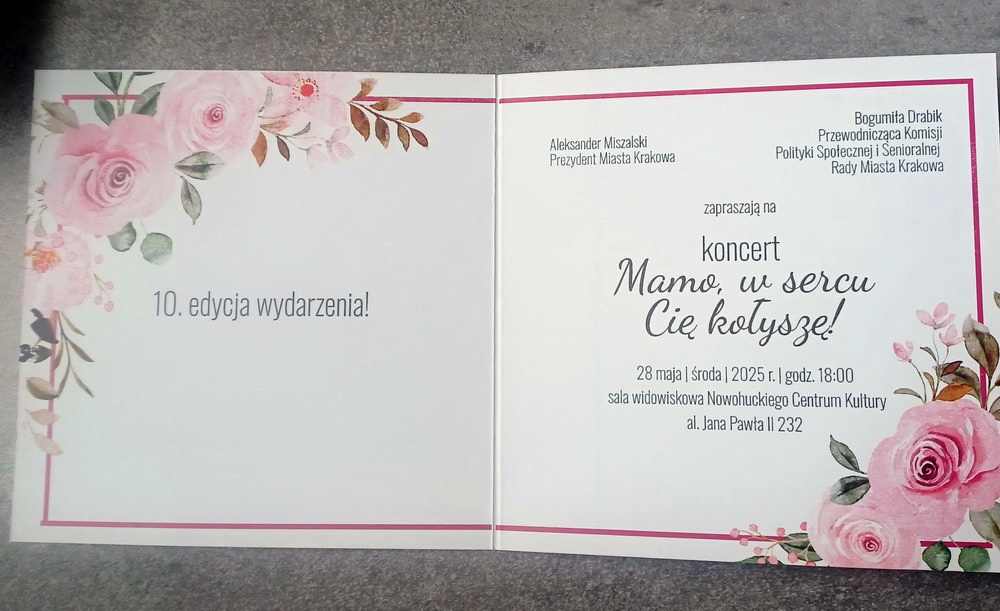 10. edycja wydarzenia!
Aleksander Miszalski
Prezydent Miasta Krakowa
Bogumiła Drabik
Przewodnicząca Komisji
Polityki Społecznej i Senioralnej
Rady Miasta Krakowa
zapraszają na
koncert
Mamo, w sercu
Cię kołyszę!
28 maja | środa | 2025 r. | godz. 18:00
sala widowiskowa Nowohuckiego Centrum Kultury
al. Jana Pawła II 232